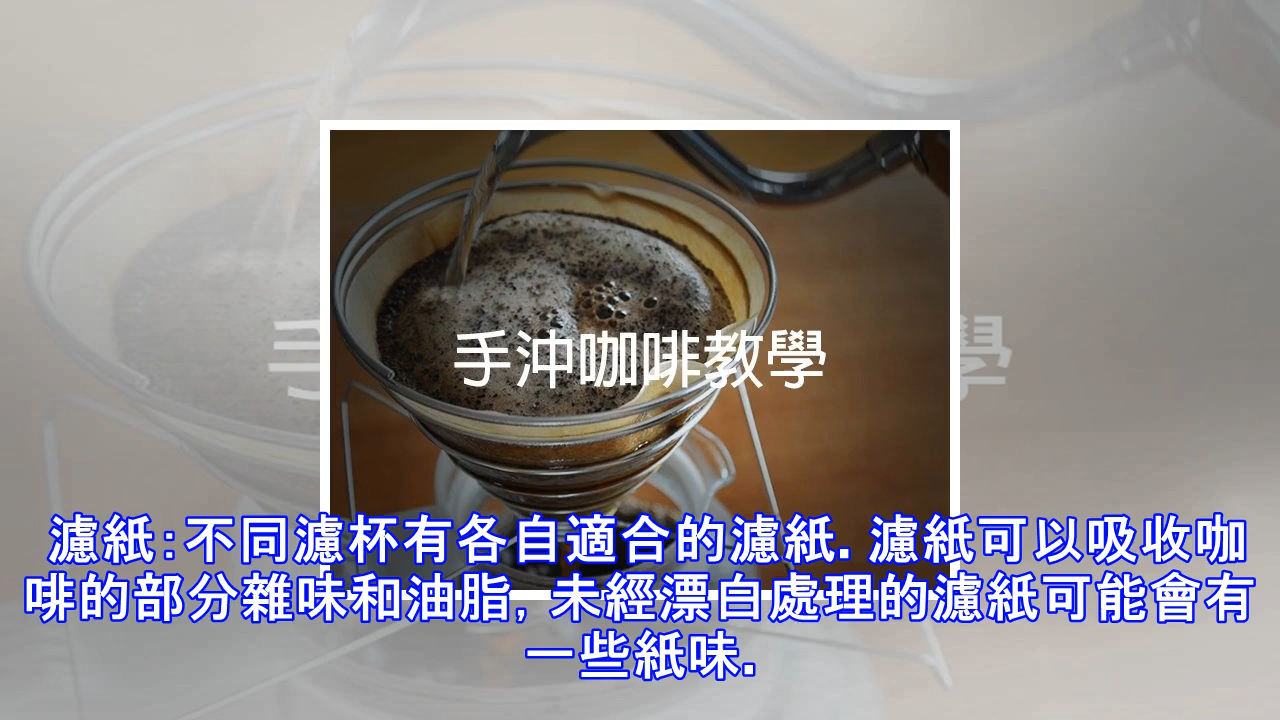 手沖咖啡教學
濾紙:不同濾杯有各自適合的濾紙. 濾紙可以吸收咖
啡的部分雜味和油脂, 未經漂白處理的濾紙可能會有
一些紙味.